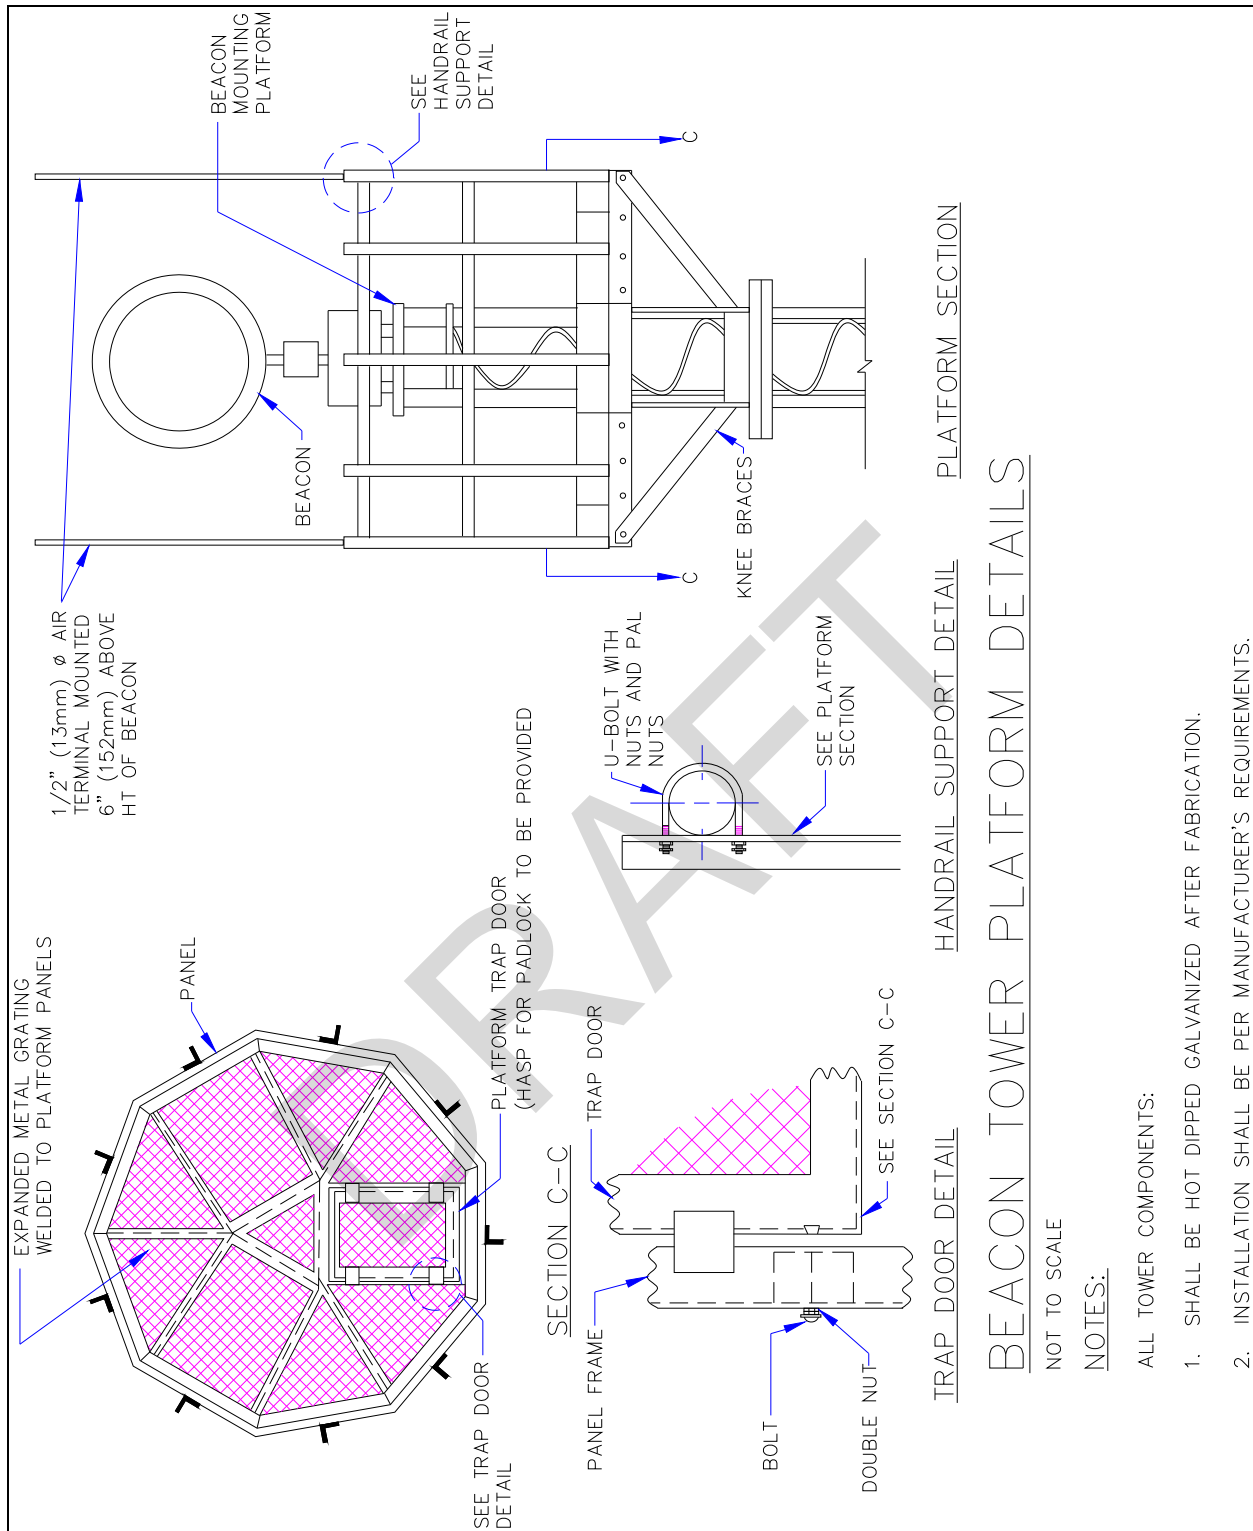 EXPANDED METAL GRATING
WELDED TO PLATFORM PANELS
PANEL
SEE TRAP DOOR
DETAIL
PLATFORM TRAP DOOR
(HASP FOR PADLOCK TO BE PROVIDED
SECTION C-C
1/2" (13mm) ø AIR
TERMINAL MOUNTED
6" (152mm) ABOVE
HT OF BEACON
BEACON
BEACON
MOUNTING
PLATFORM
SEE
HANDRAIL
SUPPORT
DETAIL
C
C
KNEE BRACES
PLATFORM SECTION
PANEL FRAME
TRAP DOOR
BOLT
DOUBLE NUT
SEE SECTION C-C
TRAP DOOR DETAIL
U-BOLT WITH
NUTS AND PAL
NUTS
SEE PLATFORM
SECTION
HANDRAIL SUPPORT DETAIL
BEACON TOWER PLATFORM DETAILS
NOT TO SCALE
NOTES:
ALL TOWER COMPONENTS:
1. SHALL BE HOT DIPPED GALVANIZED AFTER FABRICATION.
2. INSTALLATION SHALL BE PER MANUFACTURER'S REQUIREMENTS.
DRAFT